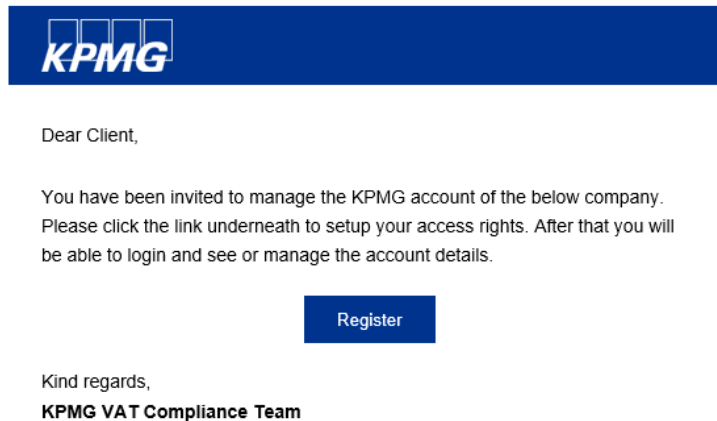 KPMG
Dear Client,
You have been invited to manage the KPMG account of the below company.
Please click the link underneath to setup your access rights. After that you will
be able to login and see or manage the account details.
Register
Kind regards,
KPMG VAT Compliance Team